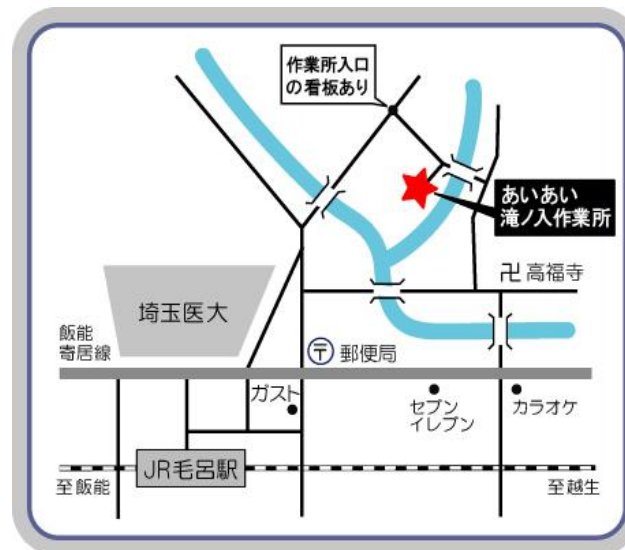 作業所入口
の看板あり
あいあい
滝ノ入作業所
卍高福寺
埼玉医大
飯能
寄居線
〒郵便局
ガスト
セブン
イレブン
カラオケ
JR毛呂駅
至飯能
至越生